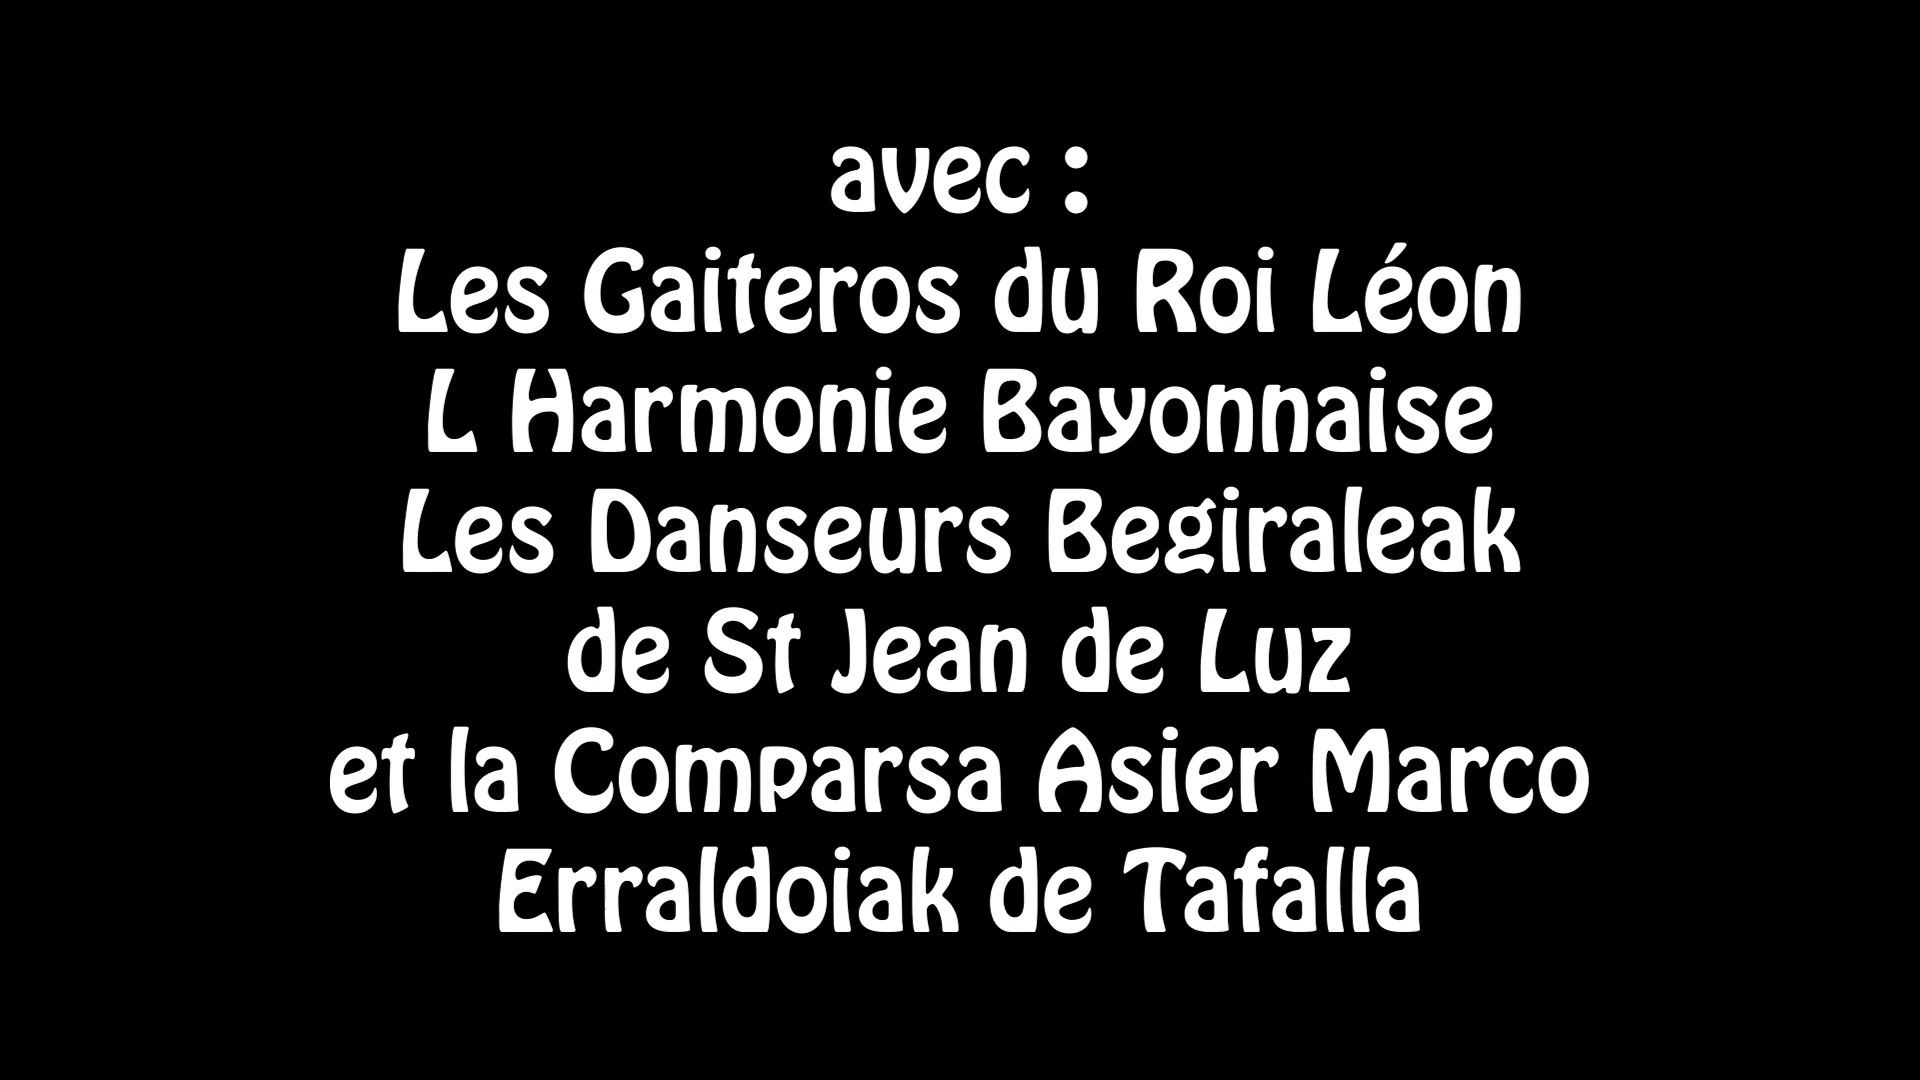 avec :
Les Gaiteros du Roi Léon
L Harmonie Bayonnaise
Les Danseurs Begiraleak
de St Jean de Luz
et la Comparsa Asier Marco
Erraldoiak de Tafalla